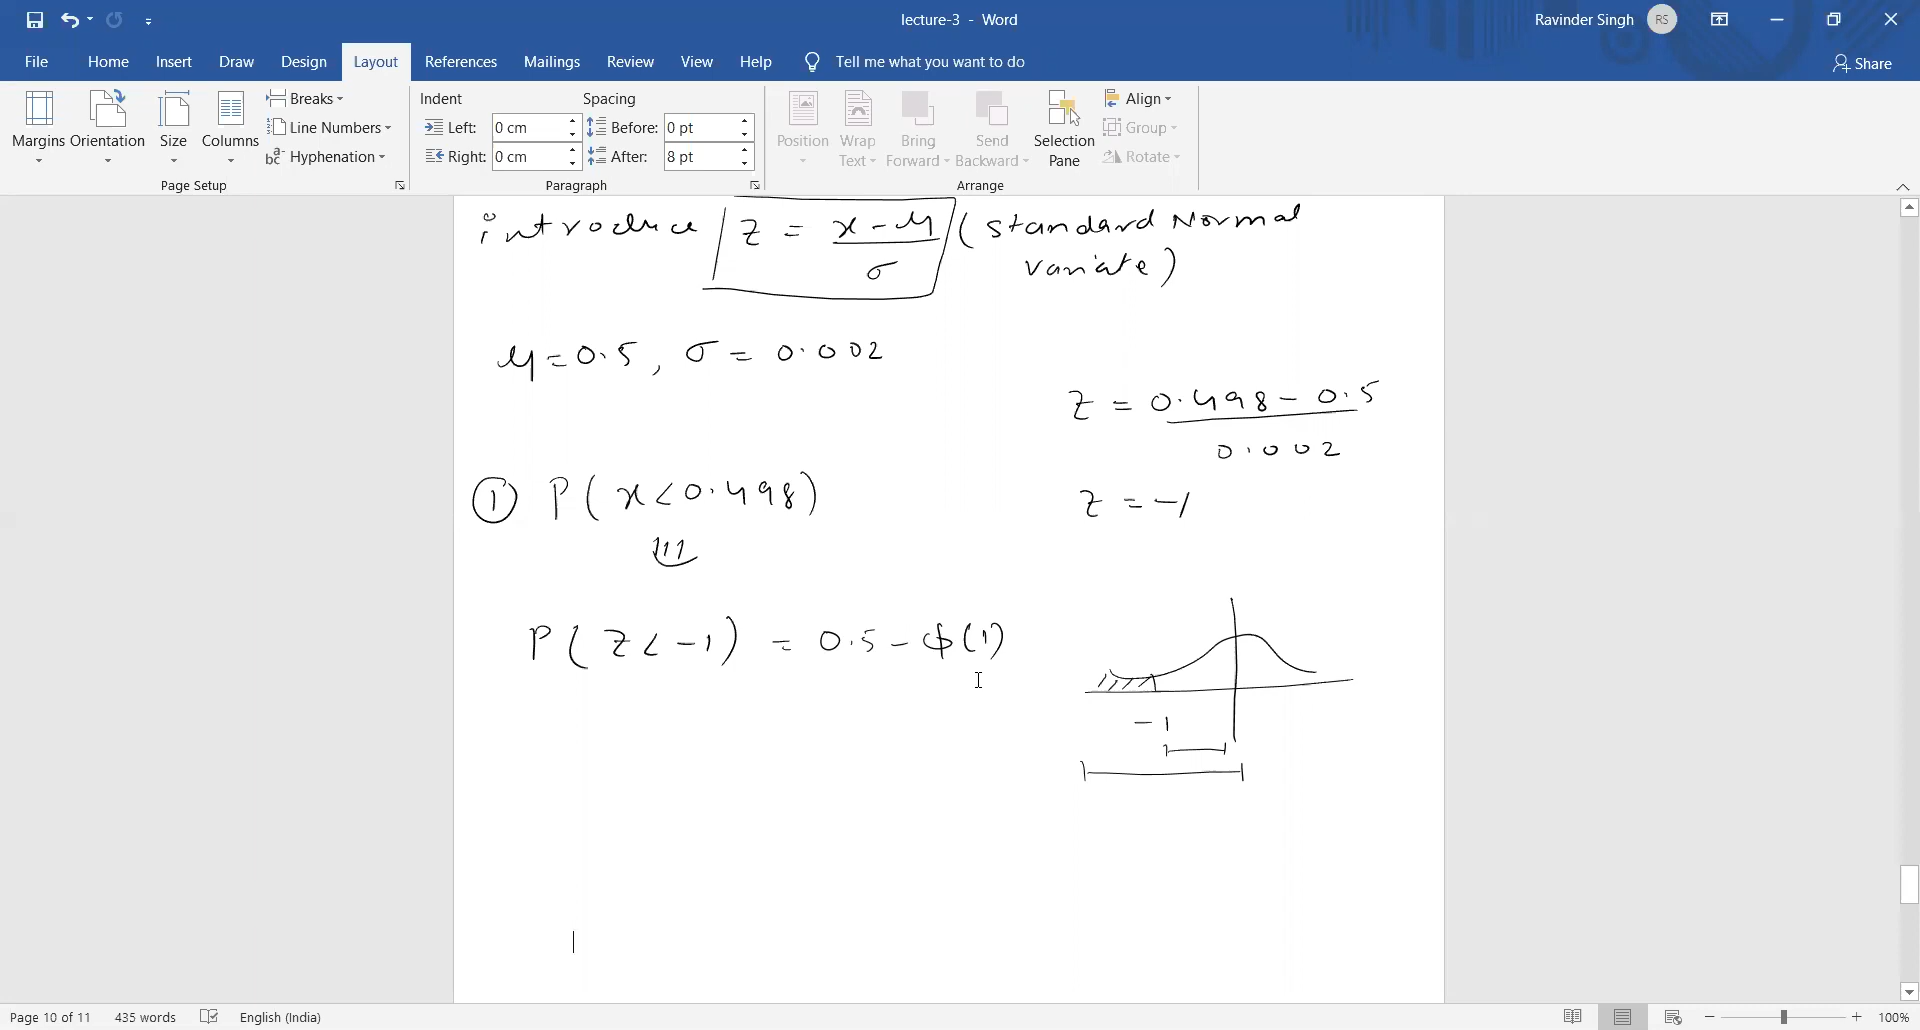 lecture-3 - Word
Ravinder Singh RS
File Home Insert Draw Design Layout References Mailings Review View Help Tell me what you want to do Share
Margins Orientation Size Columns
Breaks
Line Numbers
Hyphenation
Page Setup
Indent Spacing
Left: 0 cm Before: 0 pt
Right: 0 cm After: 8 pt
Paragraph
Position Wrap Text Bring Forward Send Backward Selection Pane
Align
Group
Rotate
Arrange
introduce z = (x - μ)/σ (standard Normal
variate)
μ = 0.5, σ = 0.002
z = (0.498 - 0.5)/0.002
① P(x < 0.498)
z = -1
P(Z < -1) = 0.5 - φ(1)
-1
Page 10 of 11 435 words English (India) 100%